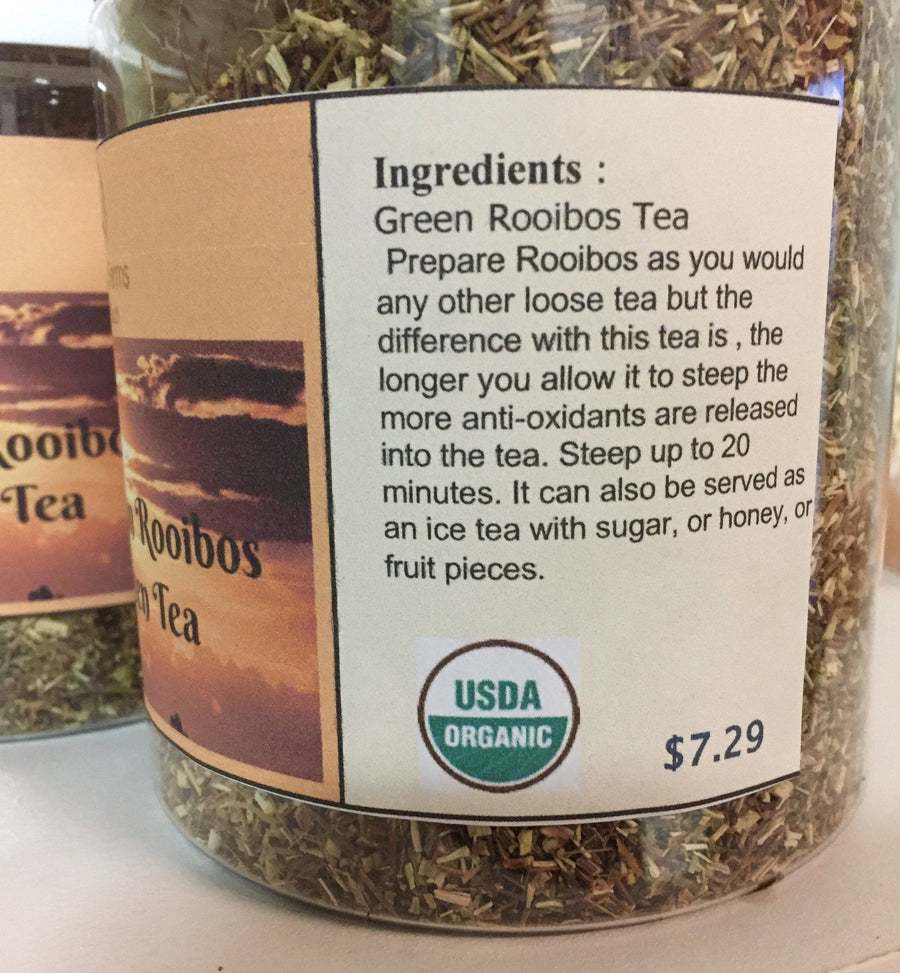 Ingredients :
Green Rooibos Tea
Prepare Rooibos as you would
any other loose tea but the
difference with this tea is , the
longer you allow it to steep the
more anti-oxidants are released
into the tea. Steep up to 20
minutes. It can also be served as
an ice tea with sugar, or honey, or
fruit pieces.
USDA
ORGANIC
$7.29
Rooibos
Tea
Tea